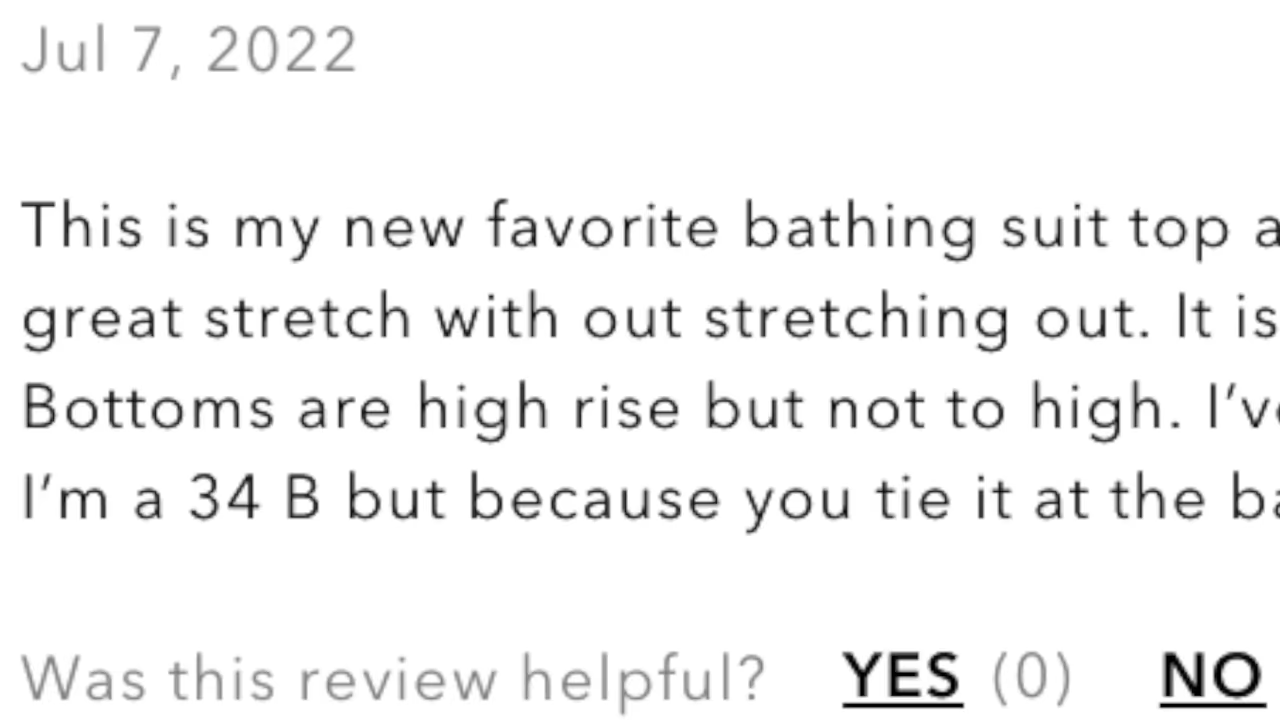 Jul 7, 2022
This is my new favorite bathing suit top a
great stretch with out stretching out. It is
Bottoms are high rise but not to high. I’v
I’m a 34 B but because you tie it at the ba
Was this review helpful? YES (0) NO